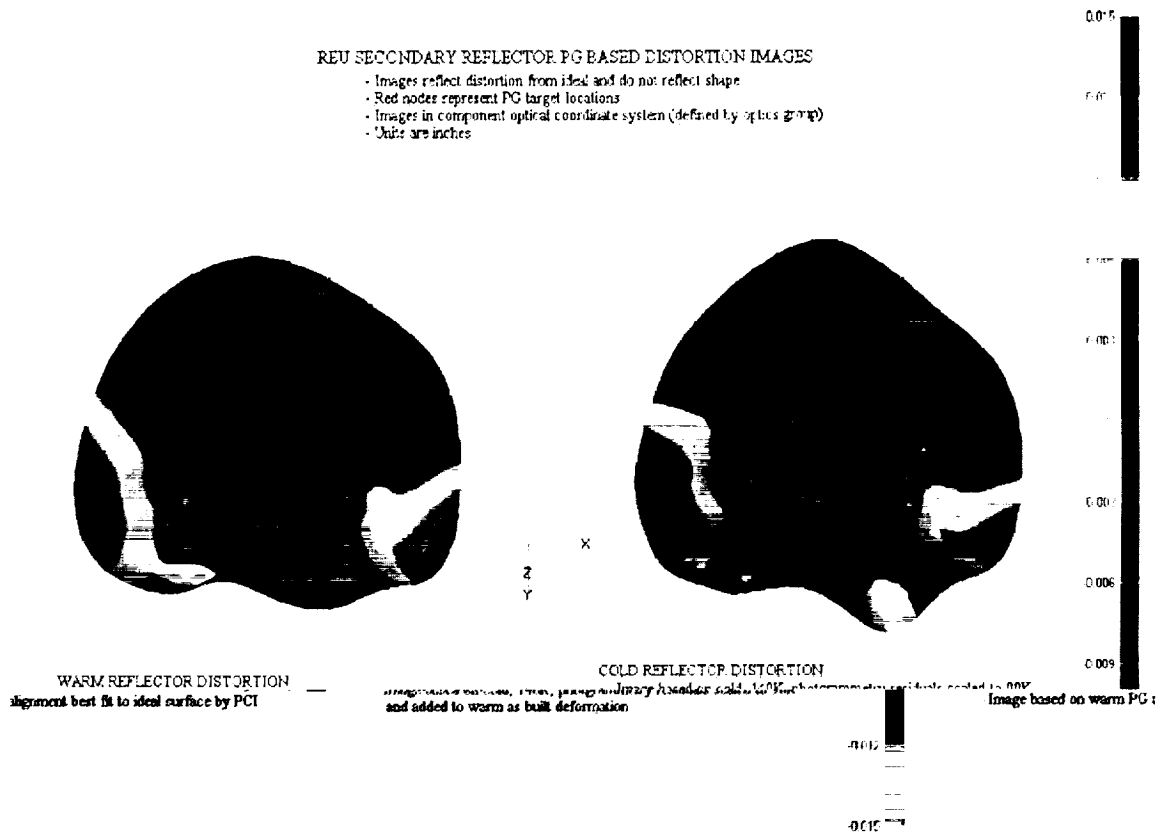 REU SECONDARY REFLECTOR PG BASED DISTORTION IMAGES
- Images reflect distortion from ideal and do not reflect shape
- Red nodes represent PG target locations
- Images in component optical coordinate system (defined by optics group)
- Units are inches
0.015
0.003
-0.006
-0.009
-0.012
-0.015
X
Z
Y
WARM REFLECTOR DISTORTION
alignment best fit to ideal surface by PCI
COLD REFLECTOR DISTORTION
and added to warm as built deformation
Image based on warm PG